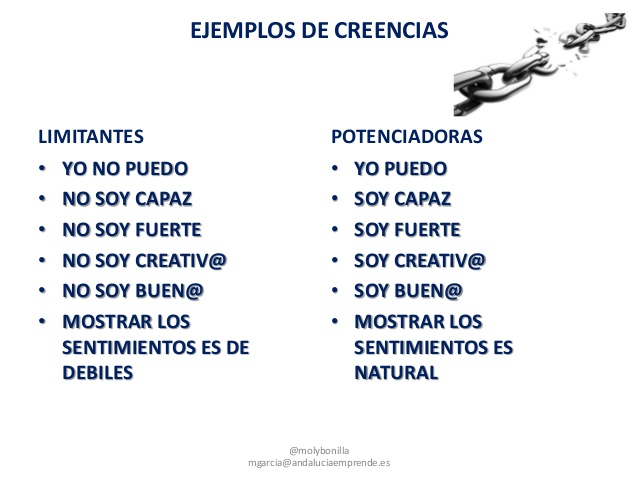 EJEMPLOS DE CREENCIAS
LIMITANTES
• YO NO PUEDO
• NO SOY CAPAZ
• NO SOY FUERTE
• NO SOY CREATIV@
• NO SOY BUEN@
• MOSTRAR LOS
SENTIMIENTOS ES DE
DEBILES
POTENCIADORAS
• YO PUEDO
• SOY CAPAZ
• SOY FUERTE
• SOY CREATIV@
• SOY BUEN@
• MOSTRAR LOS
SENTIMIENTOS ES
NATURAL
@molybonilla
mgarcia@andaluciaemprende.es